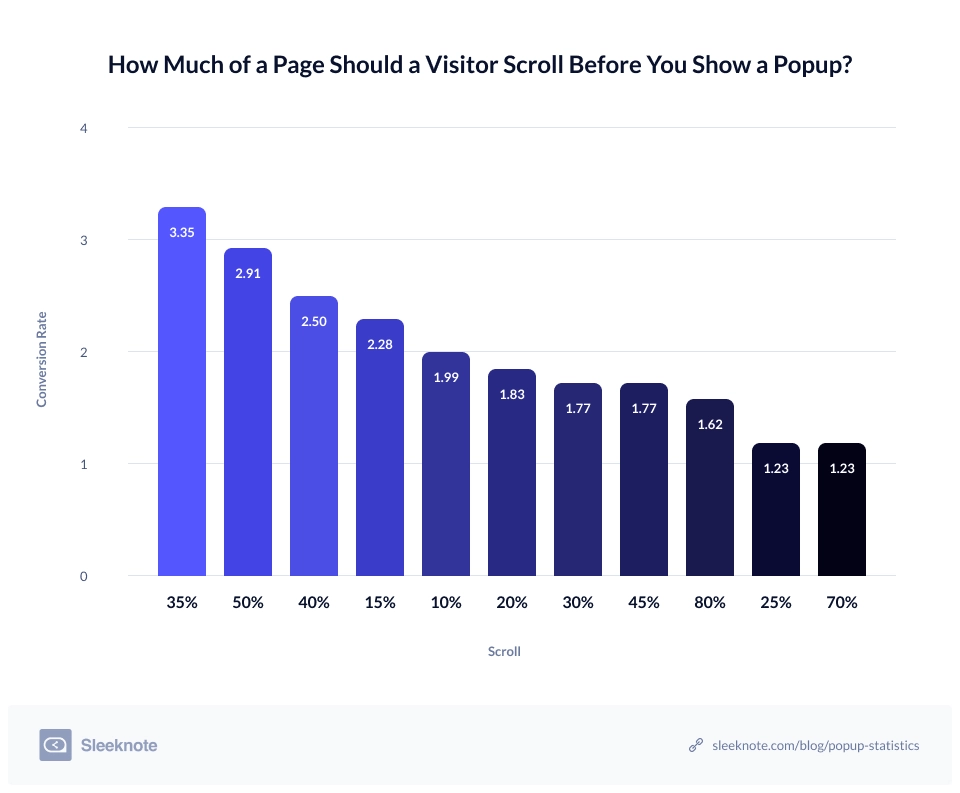 How Much of a Page Should a Visitor Scroll Before You Show a Popup?
4
3
2
1
0
Conversion Rate
3.35
2.91
2.50
2.28
1.99
1.83
1.77
1.77
1.62
1.23
1.23
35% 50% 40% 15% 10% 20% 30% 45% 80% 25% 70%
Scroll
Sleeknote
sleeknote.com/blog/popup-statistics